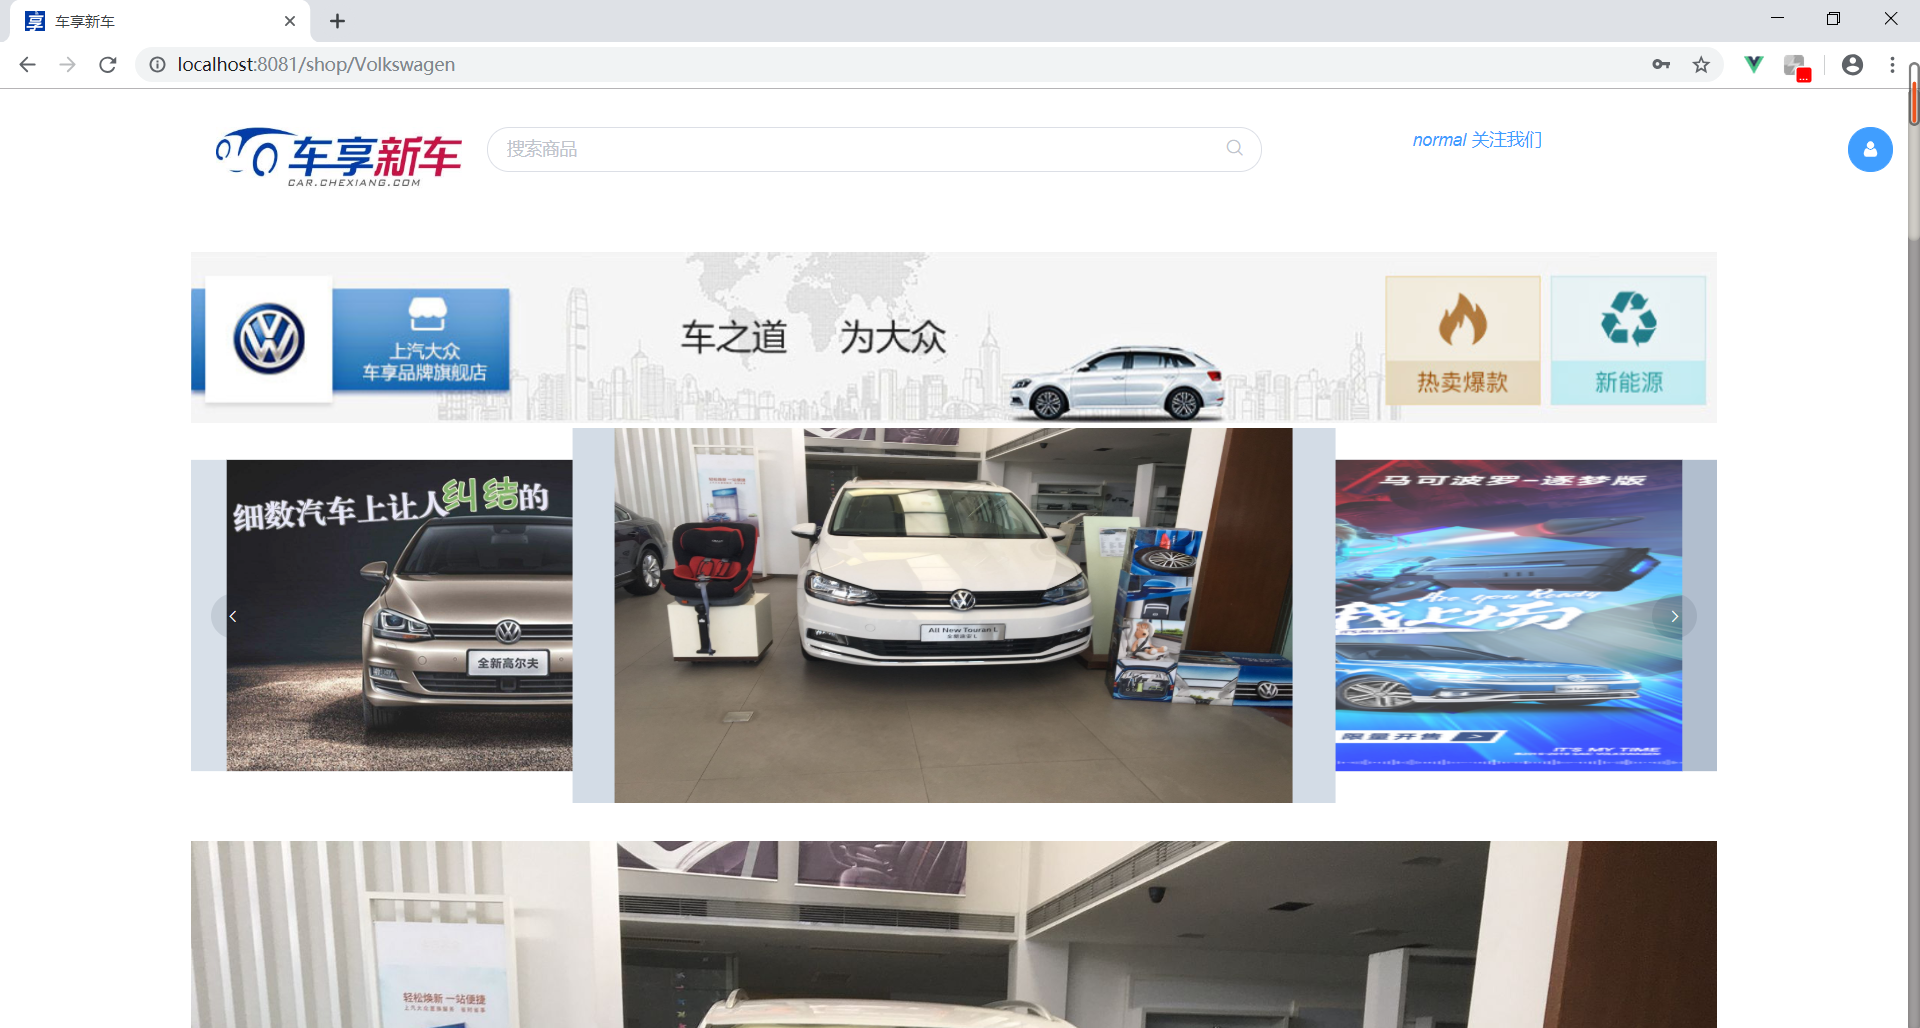 享 车享新车
localhost:8081/shop/Volkswagen
车享新车
CAR.CHEXIANG.COM
搜索商品
normal 关注我们
上汽大众
车享品牌旗舰店
车之道 为大众
热卖爆款
新能源
细数汽车上让人纠结的
全新高尔夫
All New Touran L
马可波罗-逐梦版
Are you Ready
我上场
IT'S MY TIME
限量开售 >
IT'S MY TIME
轻松焕新 一站便捷